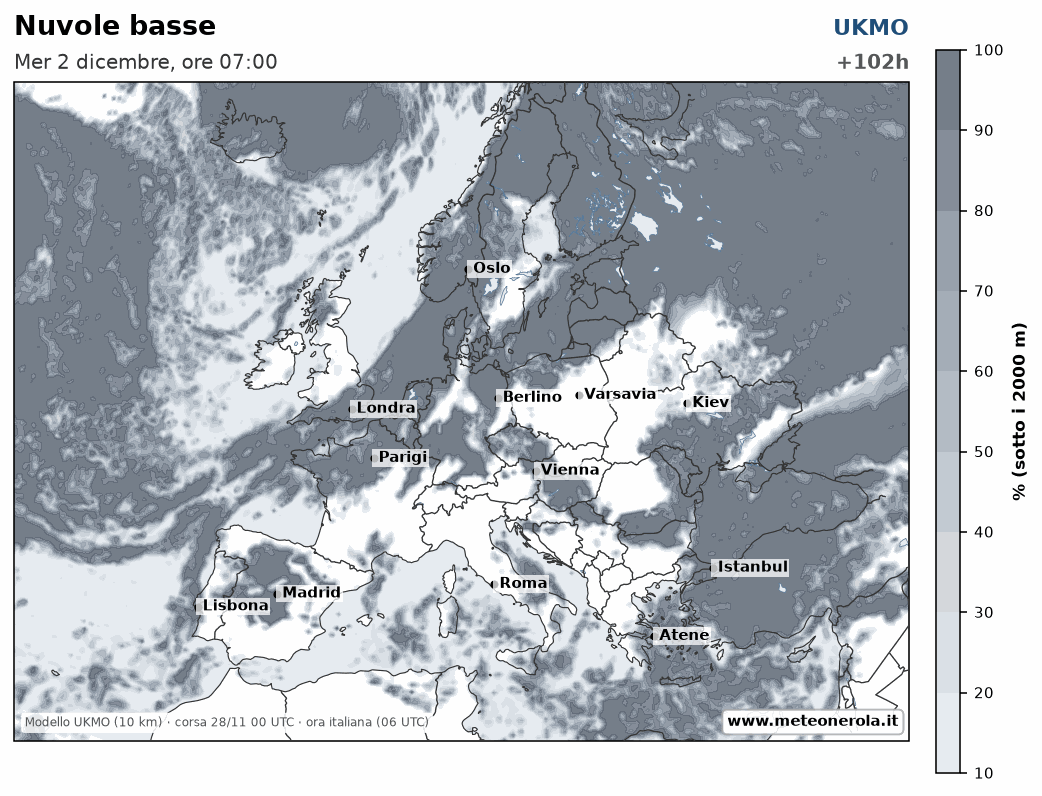 Nuvole basse
UKMO
Mer 2 dicembre, ore 07:00
+102h
100
90
80
70
60
50
40
30
20
10
% (sotto i 2000 m)
Oslo
Londra
Berlino
Varsavia
Kiev
Parigi
Vienna
Istanbul
Roma
Madrid
Lisbona
Atene
Modello UKMO (10 km) · corsa 28/11 00 UTC · ora italiana (06 UTC)
www.meteonerola.it